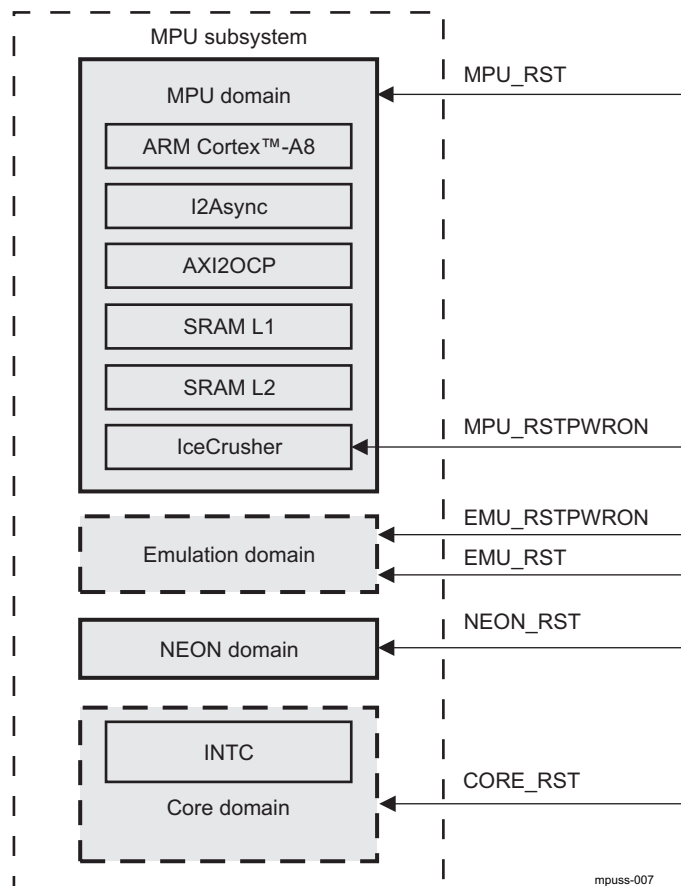 MPU subsystem
MPU_RST
MPU domain
ARM Cortex™-A8
I2Async
AXI2OCP
SRAM L1
SRAM L2
MPU_RSTPWRON
IceCrusher
EMU_RSTPWRON
Emulation domain
EMU_RST
NEON_RST
NEON domain
INTC
CORE_RST
Core domain
mpuss-007